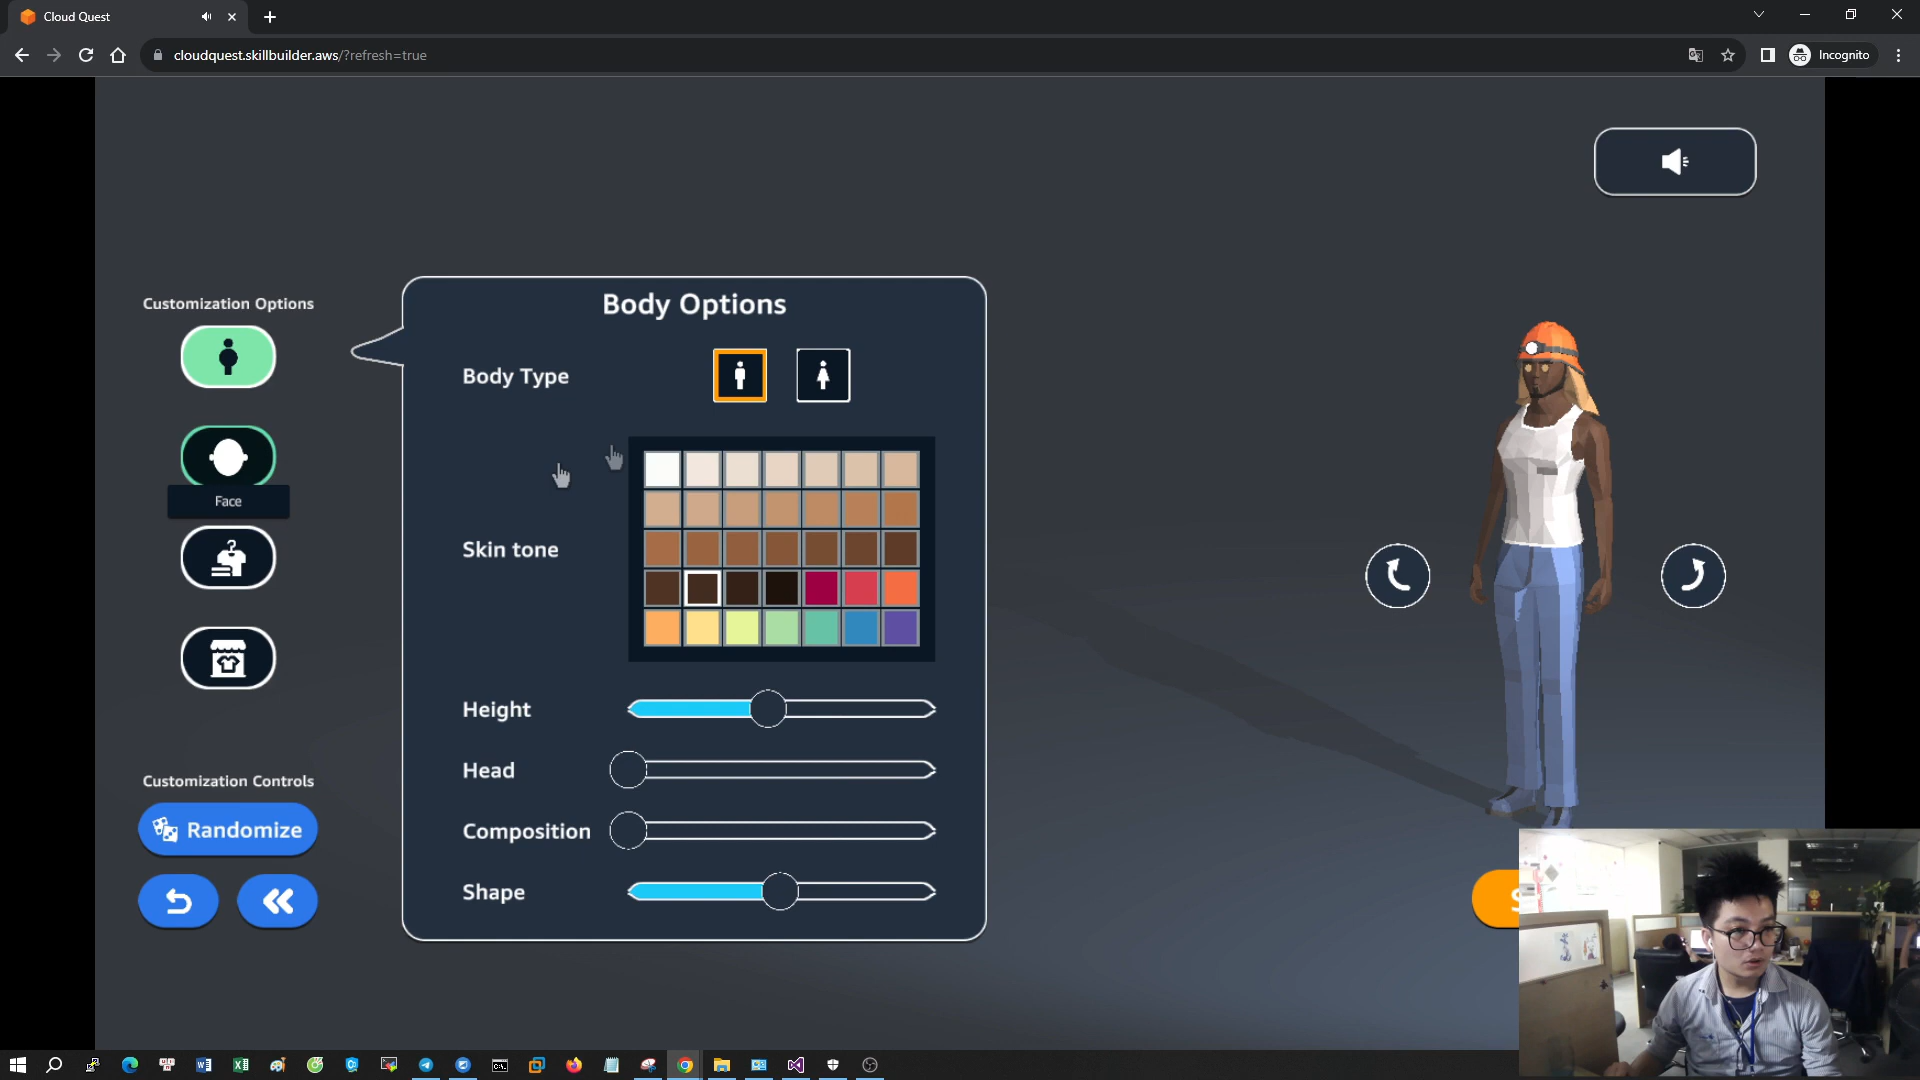 Cloud Quest
cloudquest.skillbuilder.aws/?refresh=true
Incognito
Customization Options
Face
Body Options
Body Type
Skin tone
Height
Head
Composition
Shape
Customization Controls
Randomize